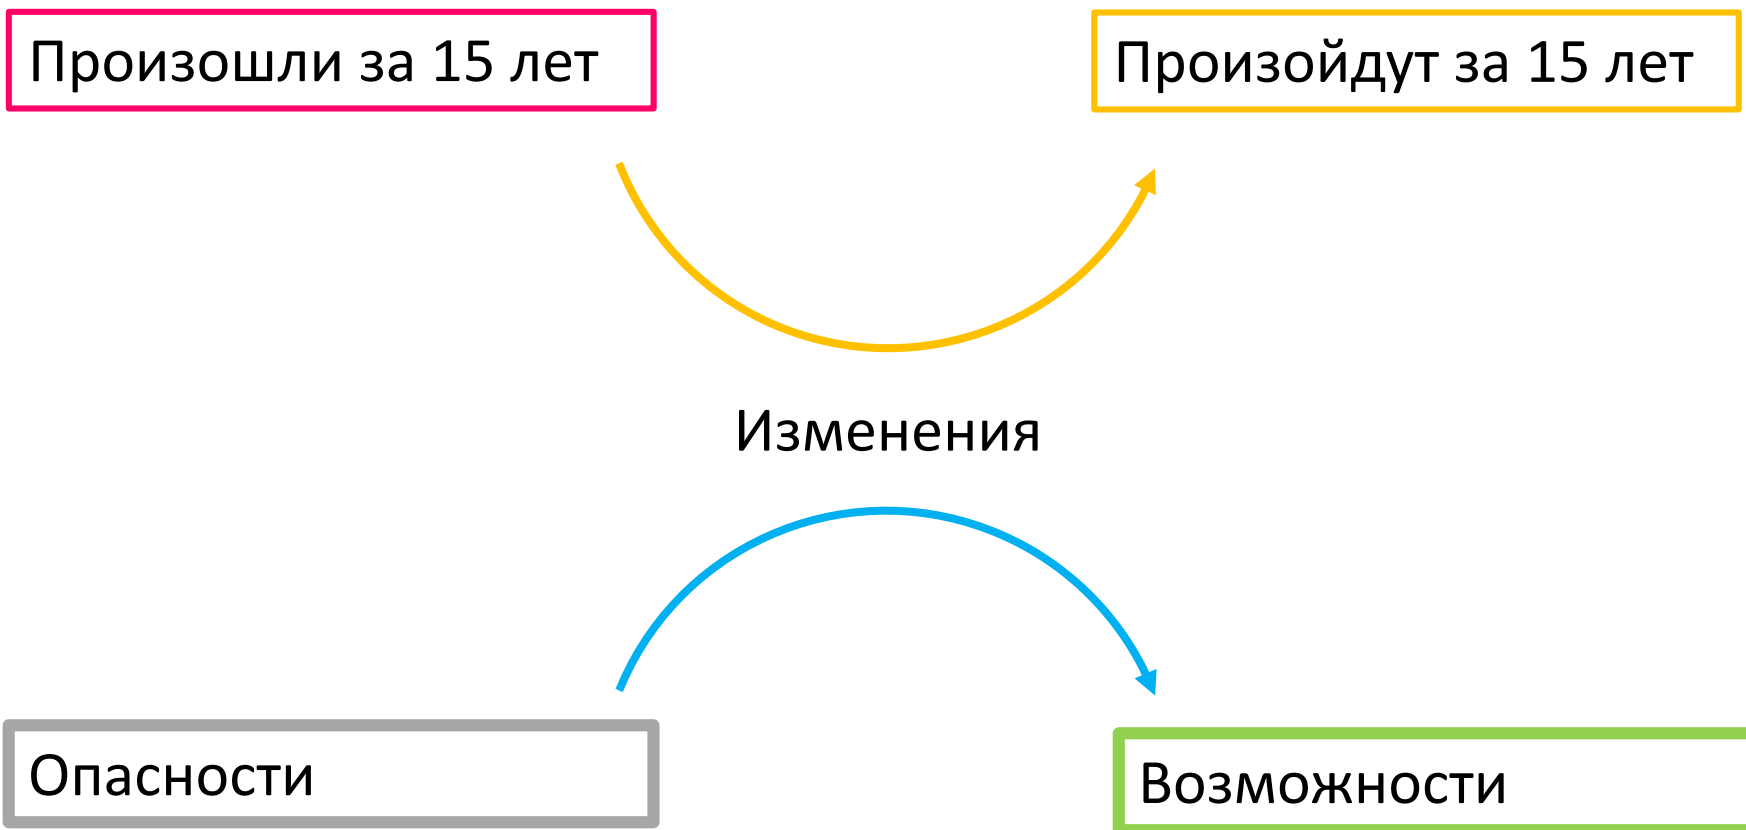 Произошли за 15 лет
Произойдут за 15 лет
Изменения
Опасности
Возможности